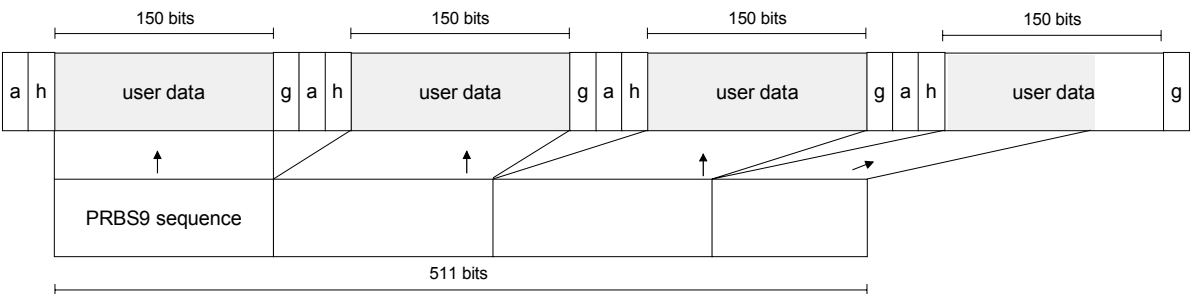 150 bits 150 bits 150 bits 150 bits
a h user data g a h user data g a h user data g a h user data g
PRBS9 sequence
511 bits